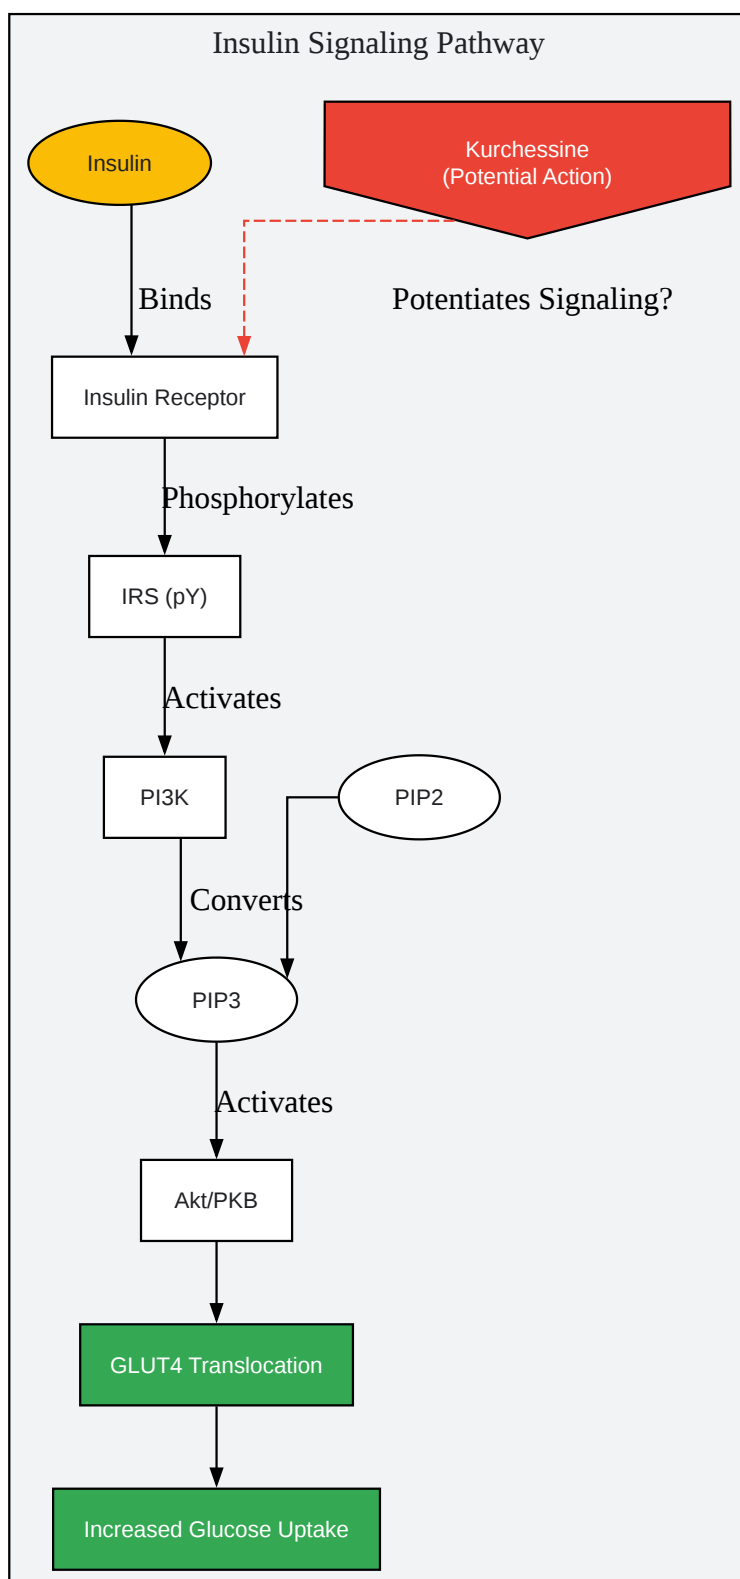 Insulin Signaling Pathway
Insulin
Kurchessine
(Potential Action)
Binds
Potentiates Signaling?
Insulin Receptor
Phosphorylates
IRS (pY)
Activates
PI3K
PIP2
Converts
PIP3
Activates
Akt/PKB
GLUT4 Translocation
Increased Glucose Uptake